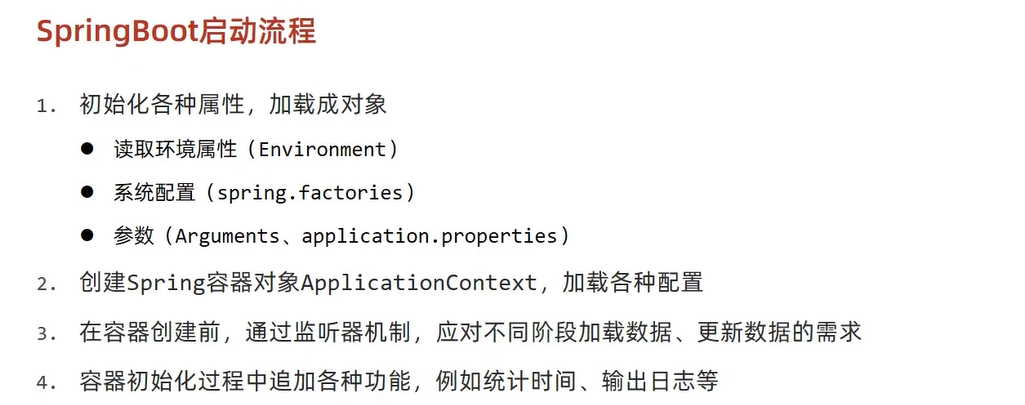 SpringBoot启动流程
1. 初始化各种属性，加载成对象
● 读取环境属性（Environment）
● 系统配置（spring.factories）
● 参数（Arguments、application.properties）
2. 创建Spring容器对象ApplicationContext，加载各种配置
3. 在容器创建前，通过监听器机制，应对不同阶段加载数据、更新数据的需求
4. 容器初始化过程中追加各种功能，例如统计时间、输出日志等